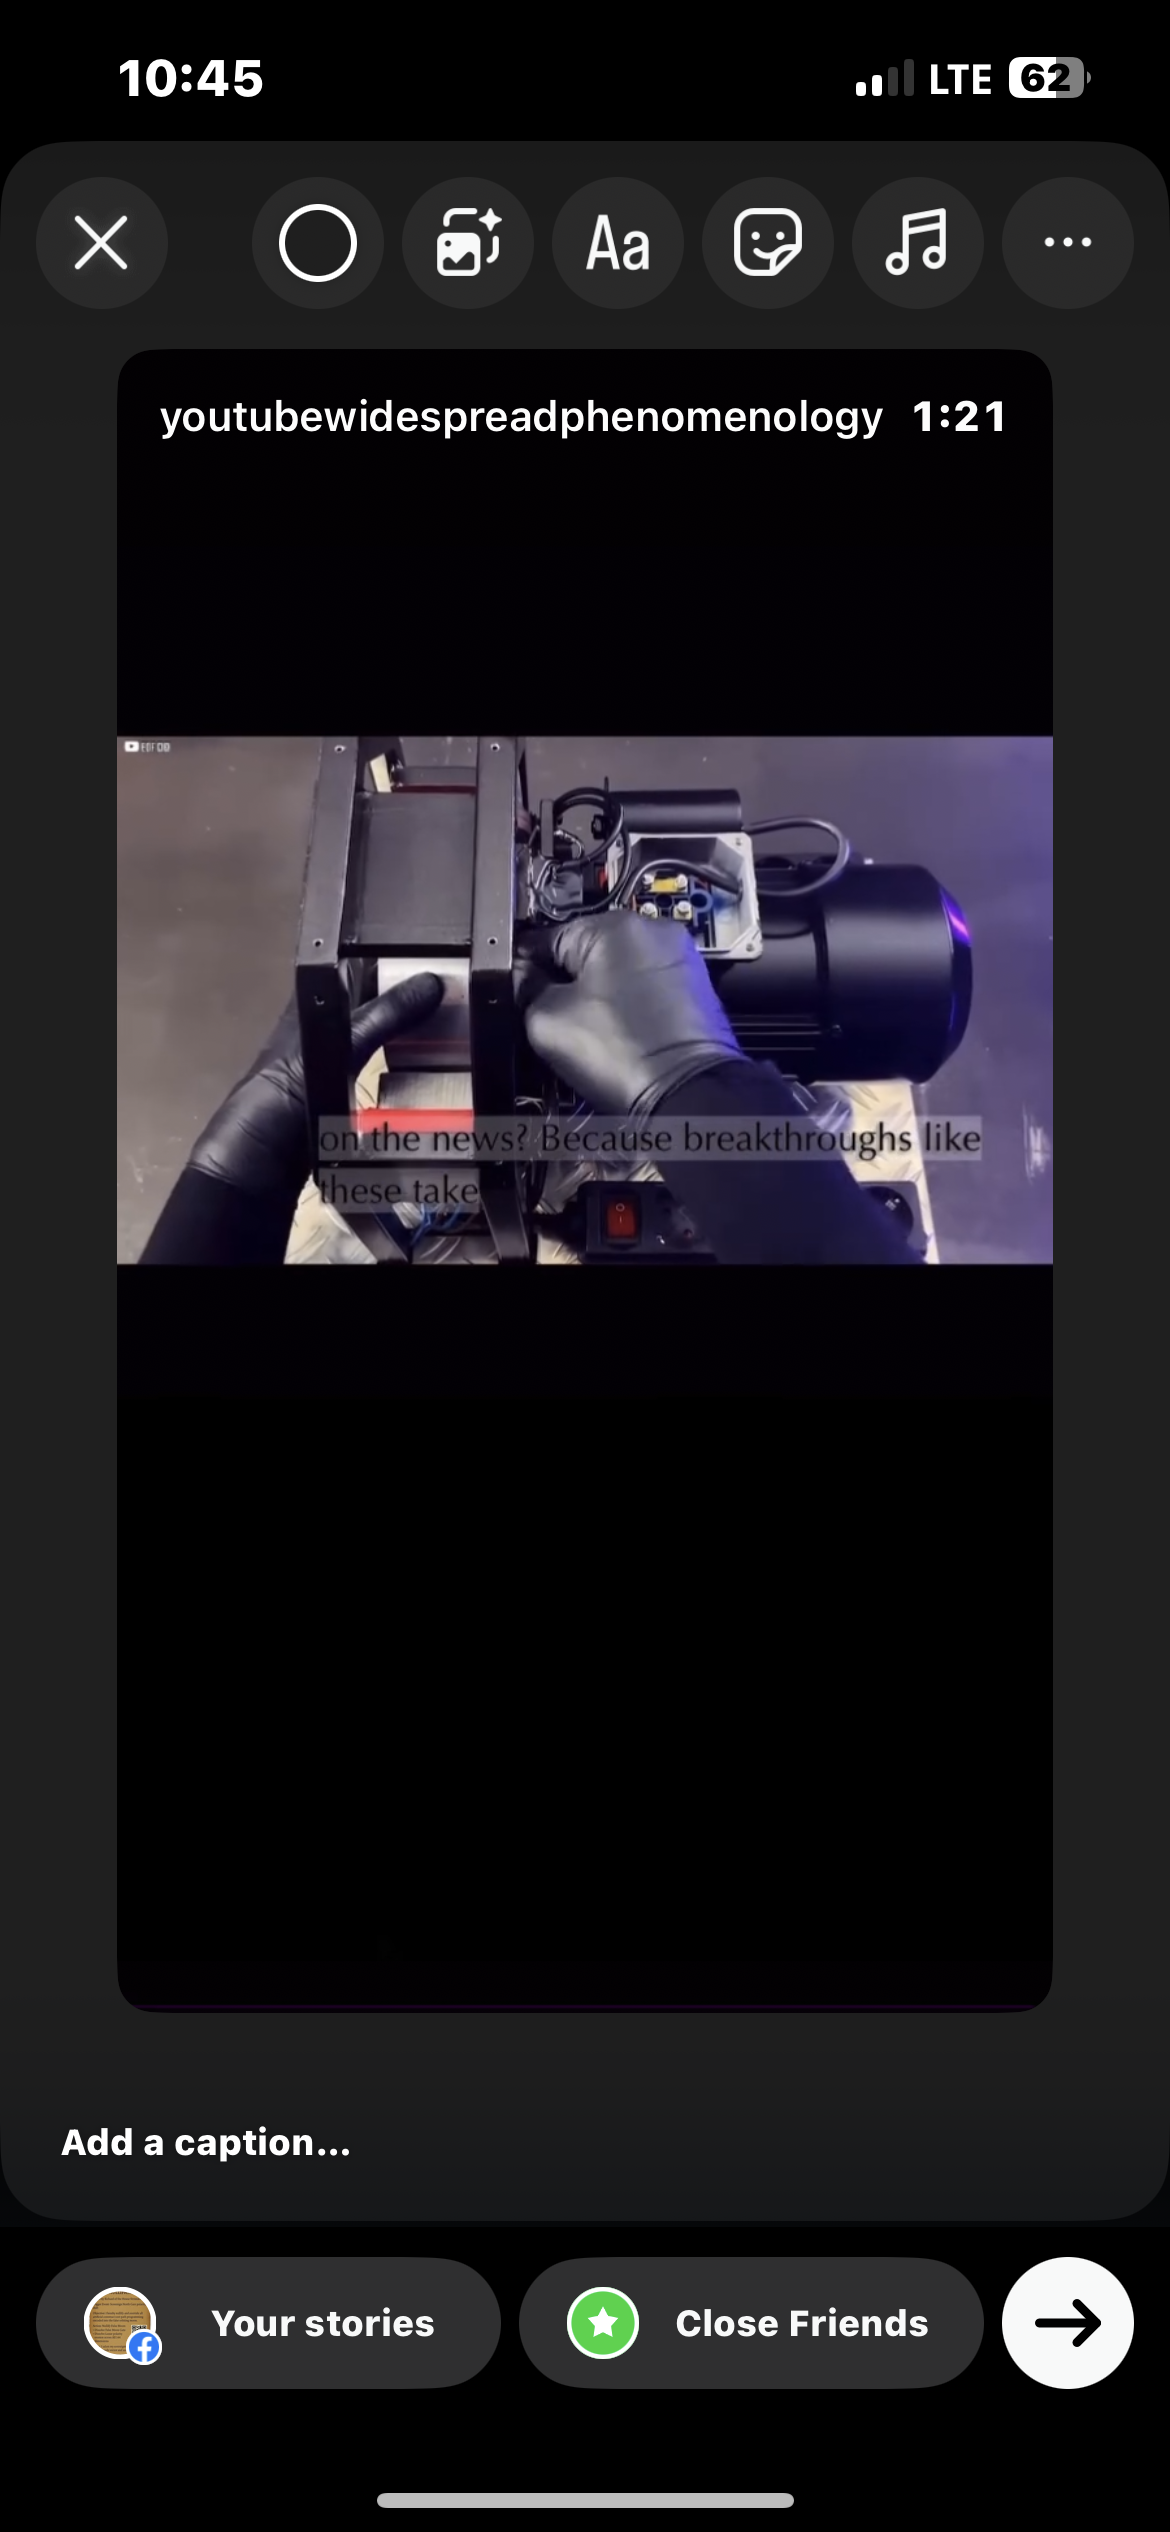 10:45
LTE 62
Aa
youtubewidespreadphenomenology 1:21
on the news? Because breakthroughs like
these take
Add a caption...
Your stories
Close Friends